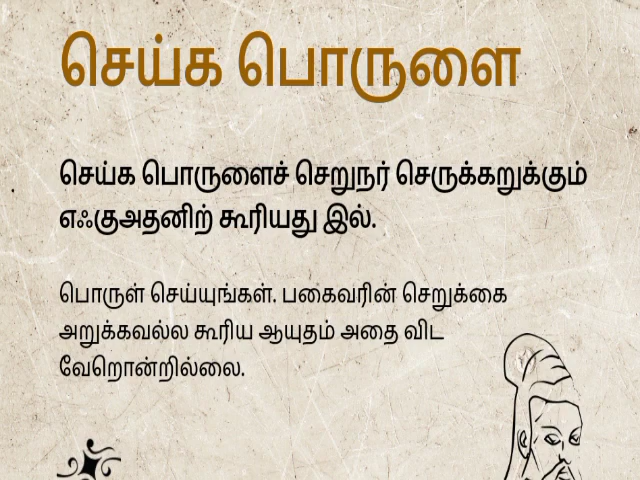 செய்க பொருளை
செய்க பொருளைச் செறுநர் செருக்கறுக்கும்
எஃகுஅதனிற் கூரியது இல்.
பொருள் செய்யுங்கள். பகைவரின் செறுக்கை
அறுக்கவல்ல கூரிய ஆயுதம் அதை விட
வேறொன்றில்லை.